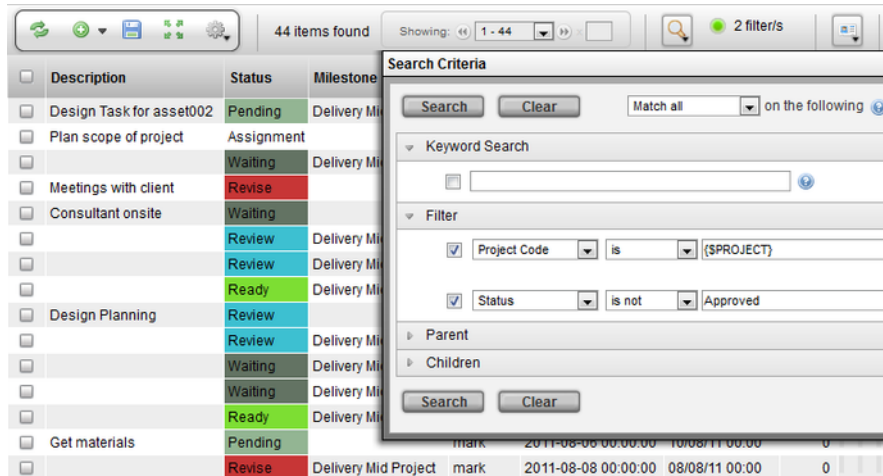 44 items found Showing: 1 - 44 2 filter/s
Search Criteria
Description Status Milestone
Search Clear Match all on the following
Design Task for asset002 Pending Delivery Mi
Plan scope of project Assignment
Keyword Search
Waiting Delivery Mi
Meetings with client Revise
Consultant onsite Waiting
Filter
Review Delivery Mi
Project Code is {$PROJECT}
Review Delivery Mi
Ready Delivery Mi
Status is not Approved
Design Planning Review
Review Delivery Mi
Parent
Waiting Delivery Mi
Children
Waiting Delivery Mi
Search Clear
Ready Delivery Mi
Get materials Pending mark 2011-08-06 00:00:00 10/08/11 00:00 0
Revise Delivery Mid Project mark 2011-08-08 00:00:00 08/08/11 00:00 0